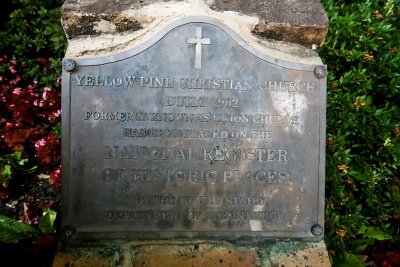 YELLOW PINE CHRISTIAN CHURCH
BUILT 1902
FORMERLY KNOWN AS UNION CHURCH
HAS BEEN PLACED ON THE
NATIONAL REGISTER
OF HISTORIC PLACES
DEPARTMENT OF THE INTERIOR